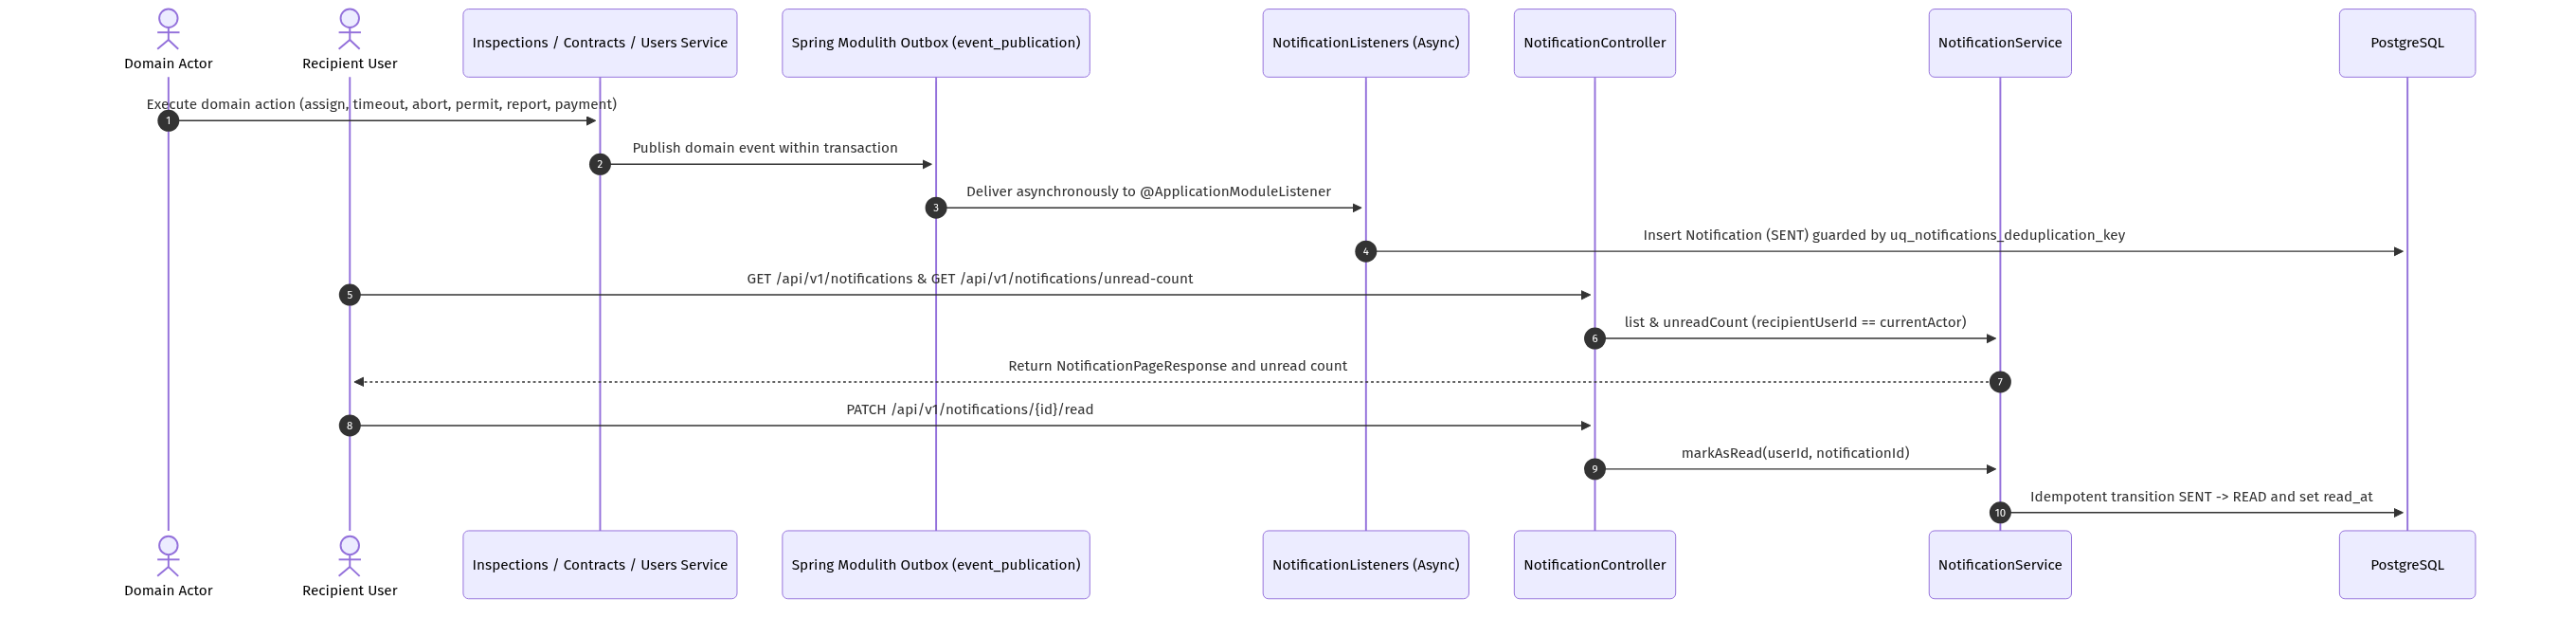 Domain Actor
Recipient User
Inspections / Contracts / Users Service
Spring Modulith Outbox (event_publication)
NotificationListeners (Async)
NotificationController
NotificationService
PostgreSQL
Execute domain action (assign, timeout, abort, permit, report, payment)
1
Publish domain event within transaction
2
Deliver asynchronously to @ApplicationModuleListener
3
Insert Notification (SENT) guarded by uq_notifications_deduplication_key
4
GET /api/v1/notifications & GET /api/v1/notifications/unread-count
5
list & unreadCount (recipientUserId == currentActor)
6
Return NotificationPageResponse and unread count
7
PATCH /api/v1/notifications/{id}/read
8
markAsRead(userId, notificationId)
9
Idempotent transition SENT -> READ and set read_at
10
Domain Actor
Recipient User
Inspections / Contracts / Users Service
Spring Modulith Outbox (event_publication)
NotificationListeners (Async)
NotificationController
NotificationService
PostgreSQL